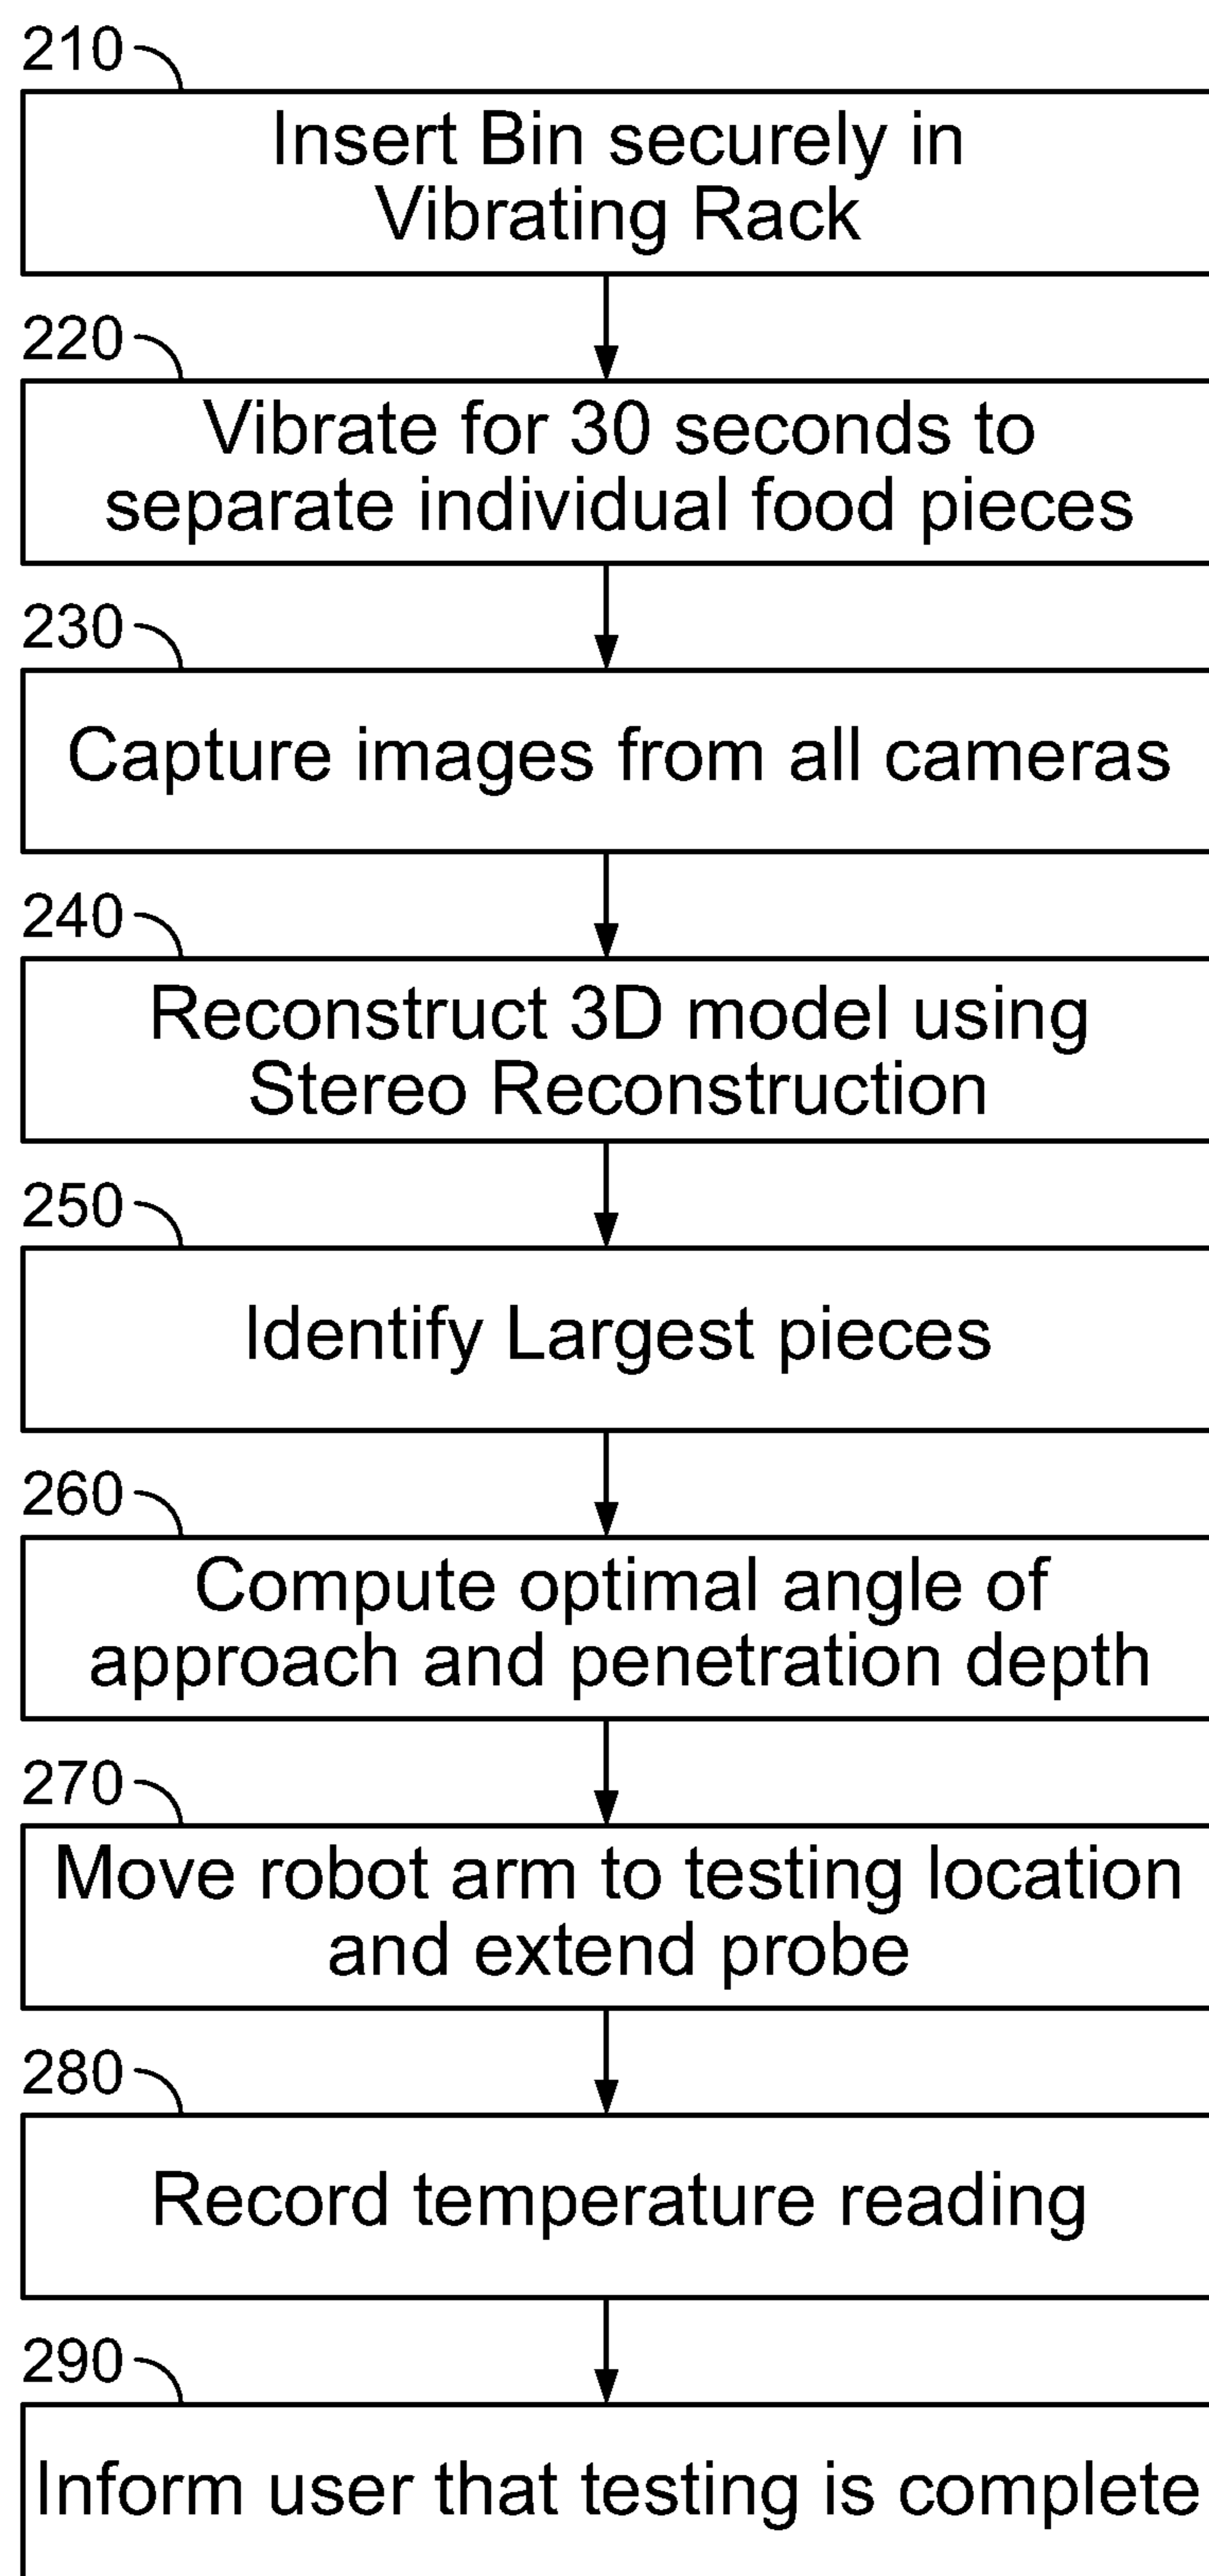 210
Insert Bin securely in
Vibrating Rack
220
Vibrate for 30 seconds to
separate individual food pieces
230
Capture images from all cameras
240
Reconstruct 3D model using
Stereo Reconstruction
250
Identify Largest pieces
260
Compute optimal angle of
approach and penetration depth
270
Move robot arm to testing location
and extend probe
280
Record temperature reading
290
Inform user that testing is complete